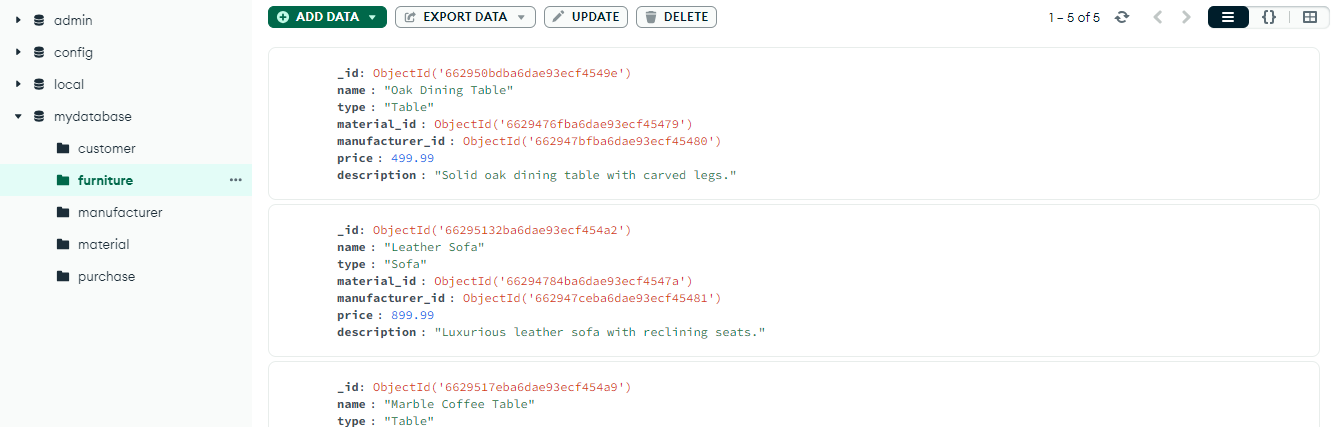 admin
config
local
mydatabase
customer
furniture
manufacturer
material
purchase
ADD DATA
EXPORT DATA
UPDATE
DELETE
1 – 5 of 5
{}
_id: ObjectId('662950bdba6dae93ecf4549e')
name : "Oak Dining Table"
type : "Table"
material_id : ObjectId('6629476fba6dae93ecf45479')
manufacturer_id : ObjectId('662947bfba6dae93ecf45480')
price : 499.99
description : "Solid oak dining table with carved legs."
_id: ObjectId('66295132ba6dae93ecf454a2')
name : "Leather Sofa"
type : "Sofa"
material_id : ObjectId('66294784ba6dae93ecf4547a')
manufacturer_id : ObjectId('662947ceba6dae93ecf45481')
price : 899.99
description : "Luxurious leather sofa with reclining seats."
_id: ObjectId('6629517eba6dae93ecf454a9')
name : "Marble Coffee Table"
type : "Table"